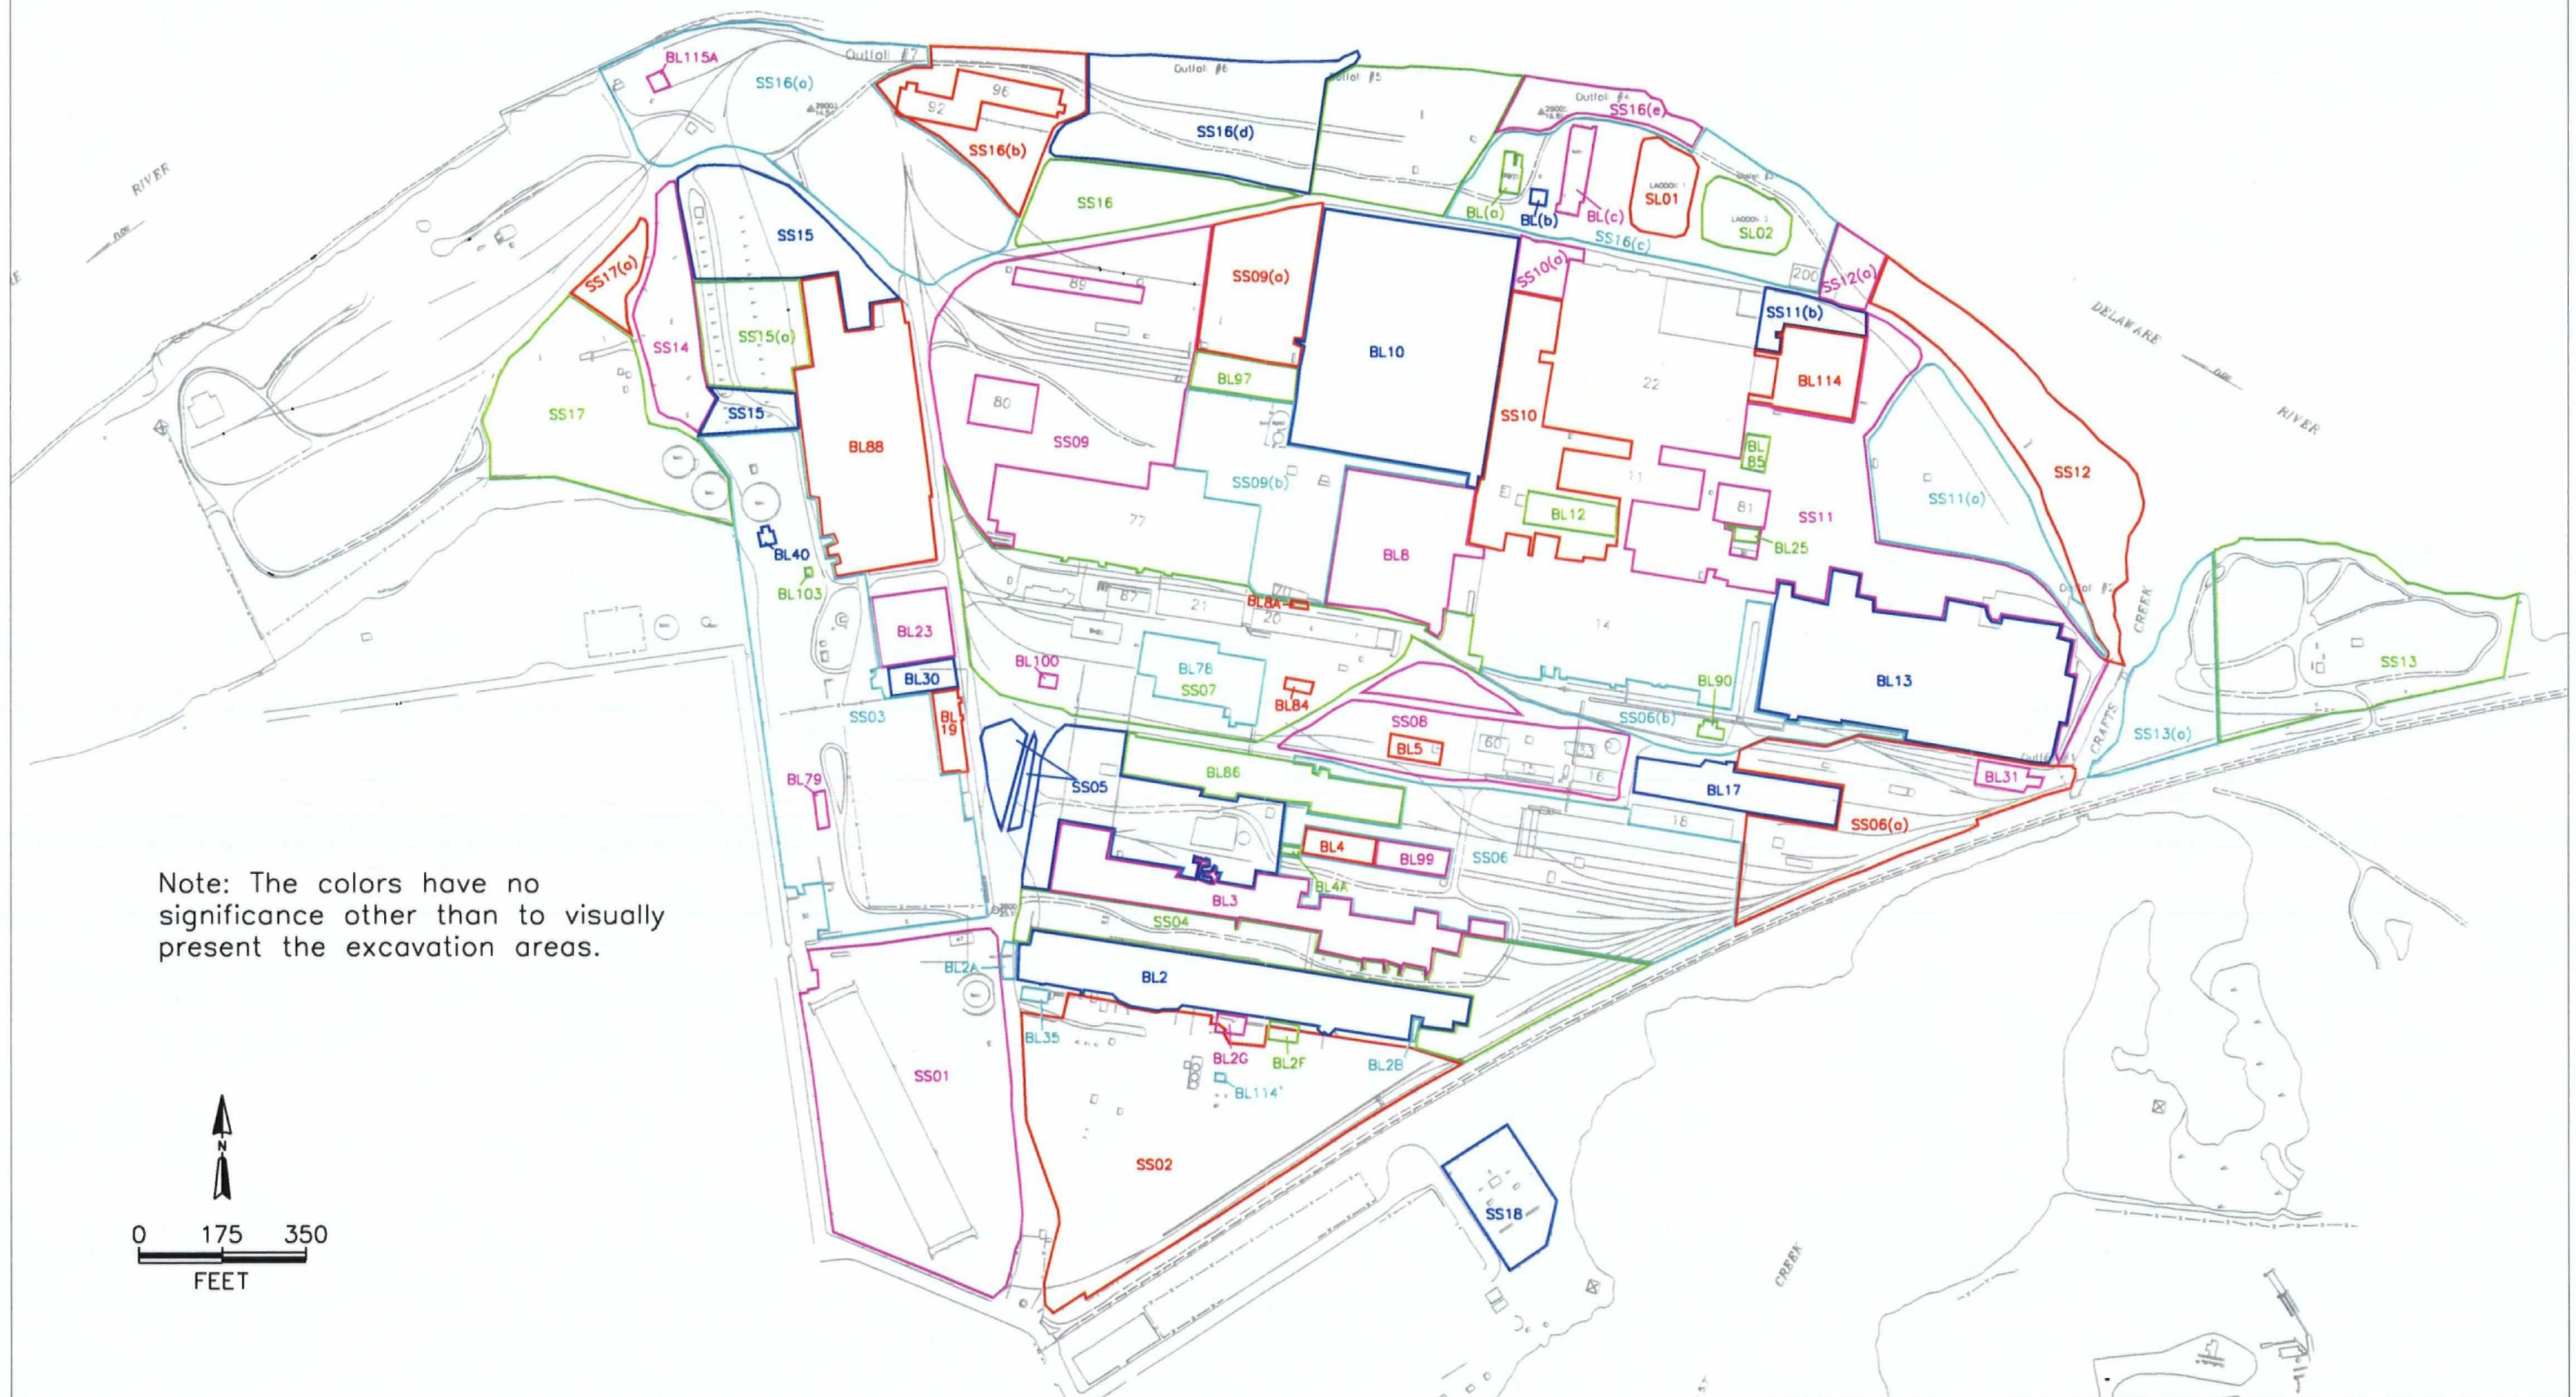 BL115A
SS16(a)
Outfall #7
92
96
SS16(b)
Outfall #6
SS16(d)
Outfall #5
Outfall #4
SS16(e)
SS16
BL(a)
BL(b)
BL(c)
SL01
SL02
SS16(c)
200
SS12(a)
RIVER
SS15
SS17(a)
SS14
SS15(a)
SS15
SS17
BL88
89
SS09(a)
BL97
80
SS09
SS09(b)
77
BL10
SS10(a)
SS10
22
SS11(b)
BL114
BL
85
11
BL12
81
BL25
SS11
SS11(a)
SS12
DELAWARE
RIVER
BL8
BL40
BL103
BL23
BL30
BL
19
SS03
BL79
87
21
BL8A
20
BL100
BL78
SS07
BL84
14
BL90
BL13
Outfall #2
CREEK
CRAFTS
SS13
SS13(a)
SS08
BL5
60
33
15
16
SS06(b)
BL17
18
BL31
SS06(a)
SS05
BL86
BL4
BL99
SS06
BL4A
BL3
SS04
BL2A
BL2
BL35
BL2G
BL2F
BL2B
BL114'
SS01
SS02
SS18
CREEK
Note: The colors have no
significance other than to visually
present the excavation areas.
N
0 175 350
FEET